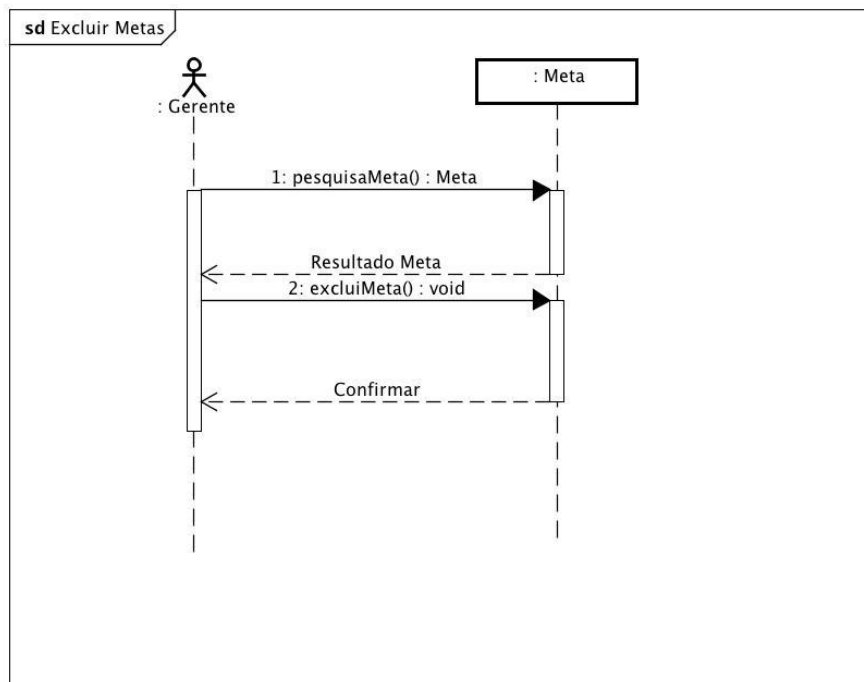 sd Excluir Metas
: Gerente
: Meta
1: pesquisaMeta() : Meta
Resultado Meta
2: excluiMeta() : void
Confirmar